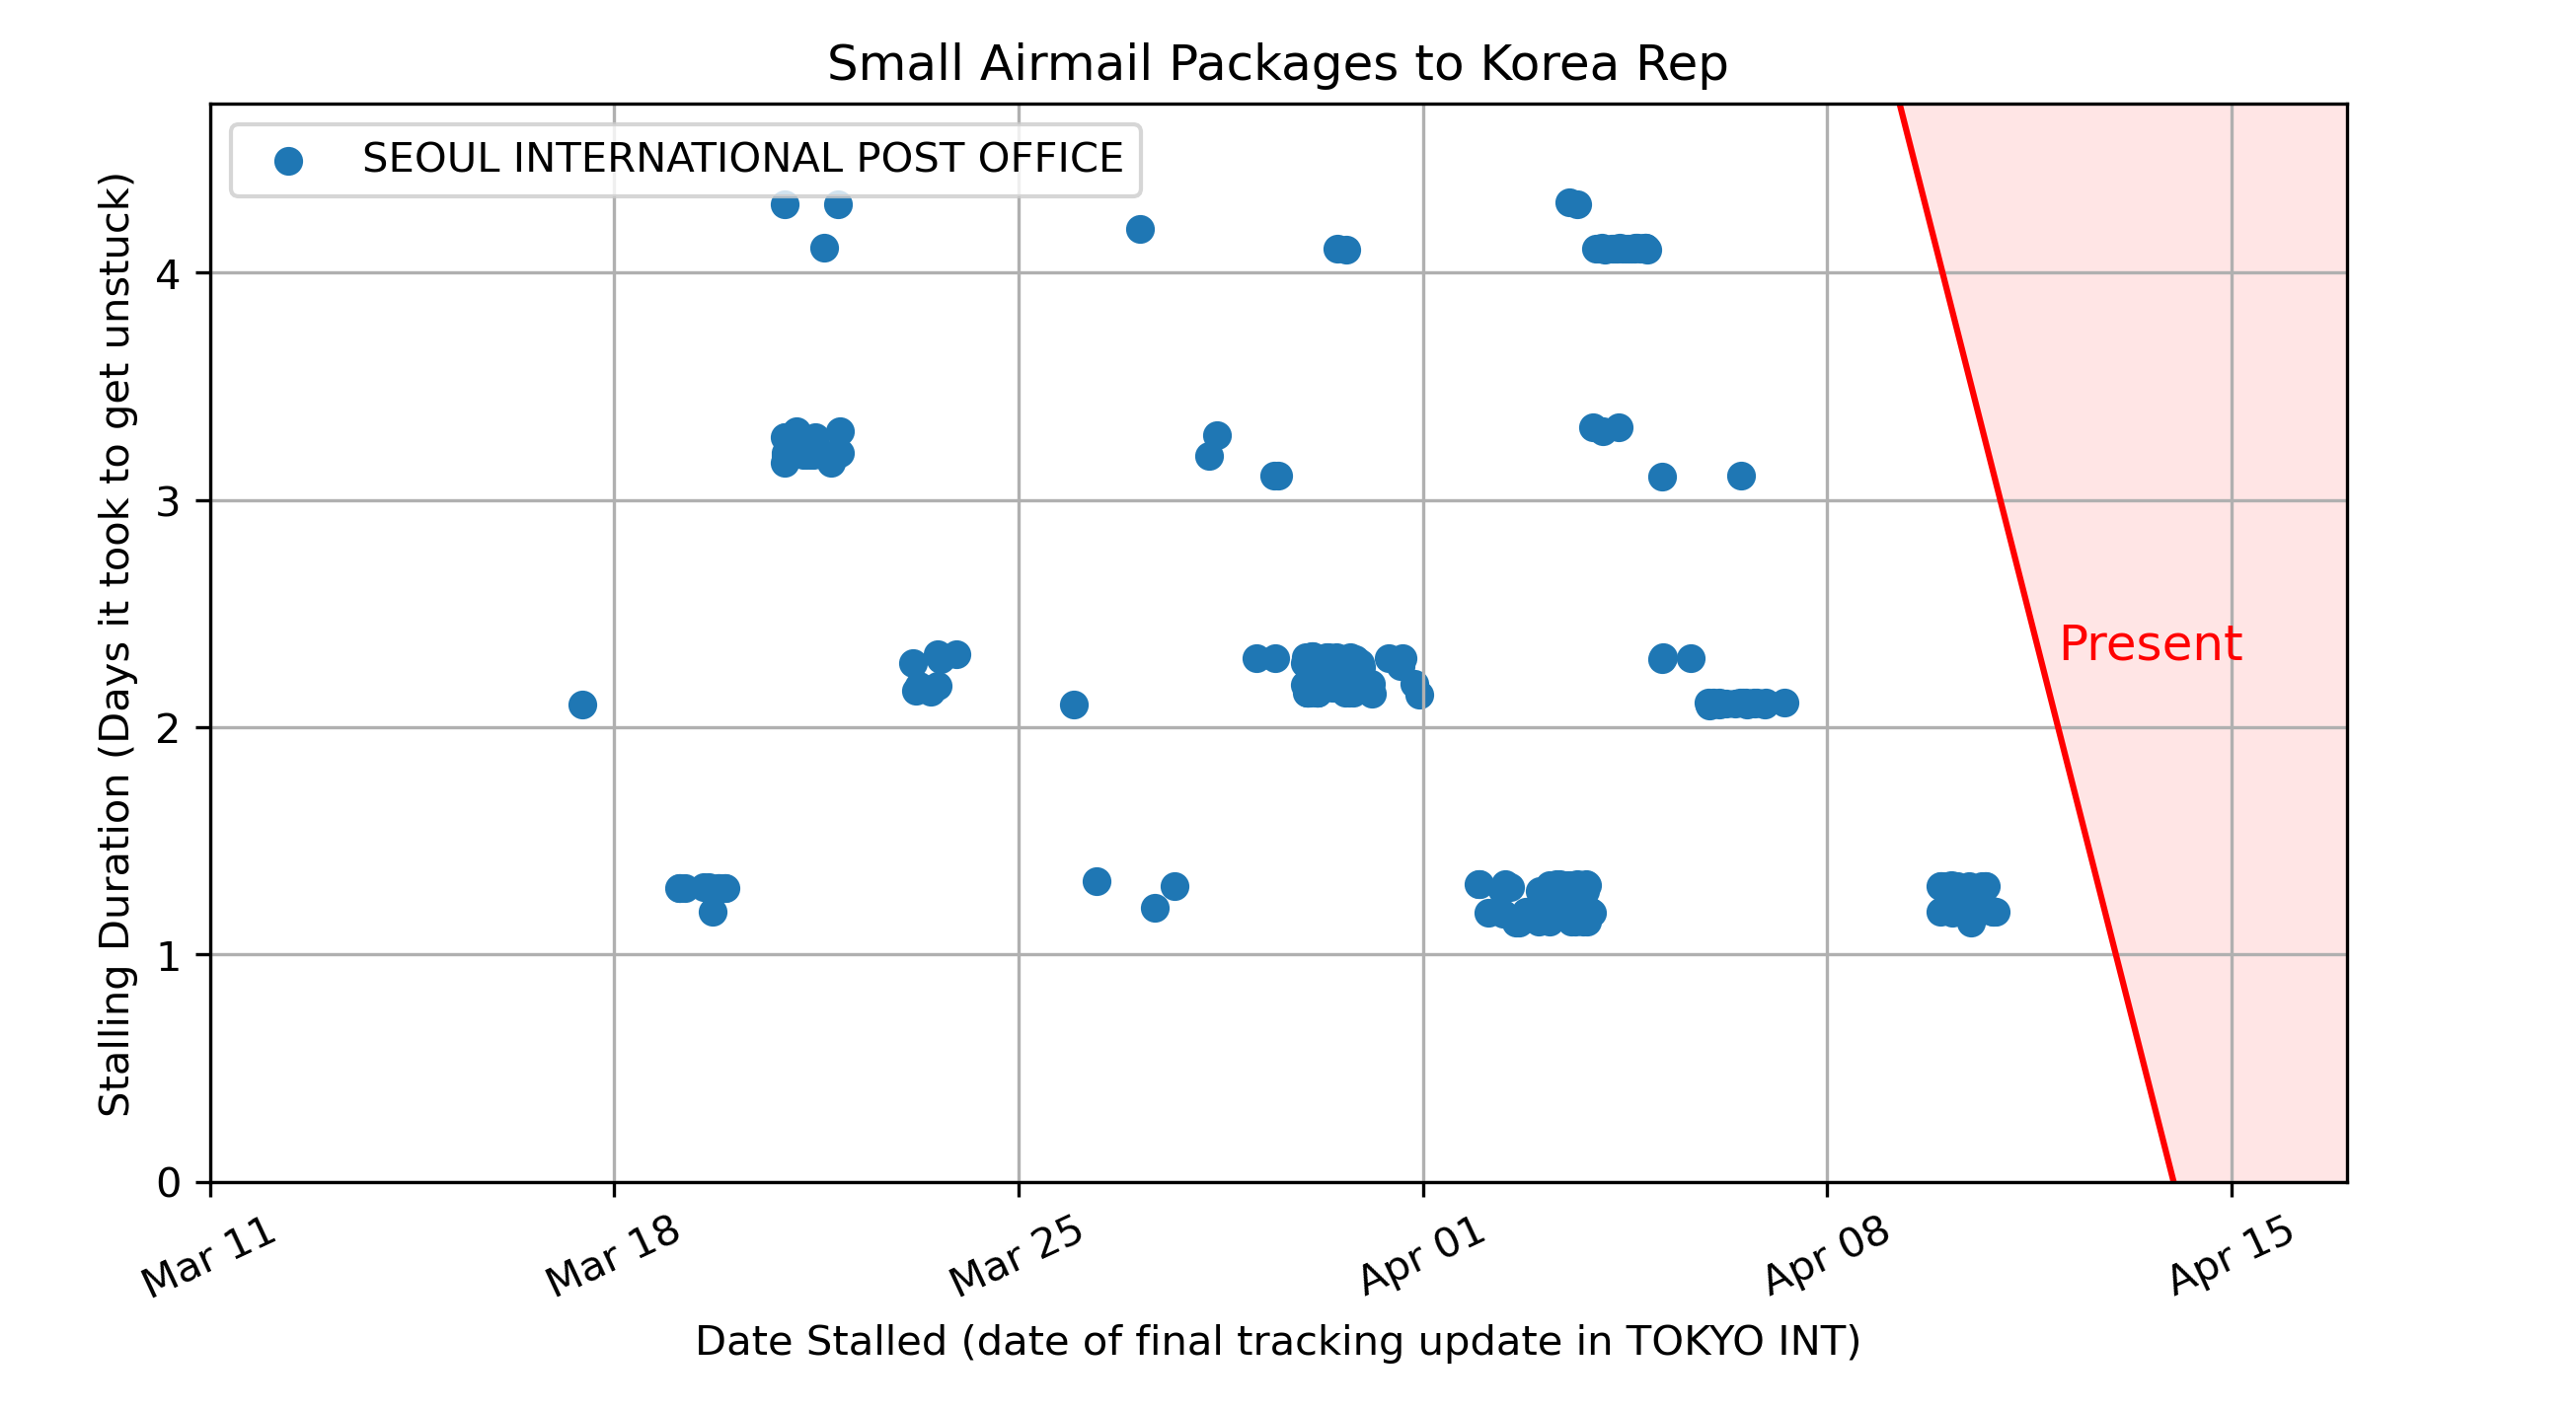 Small Airmail Packages to Korea Rep
SEOUL INTERNATIONAL POST OFFICE
Stalling Duration (Days it took to get unstuck)
4
3
2
1
0
Present
Mar 11
Mar 18
Mar 25
Apr 01
Apr 08
Apr 15
Date Stalled (date of final tracking update in TOKYO INT)